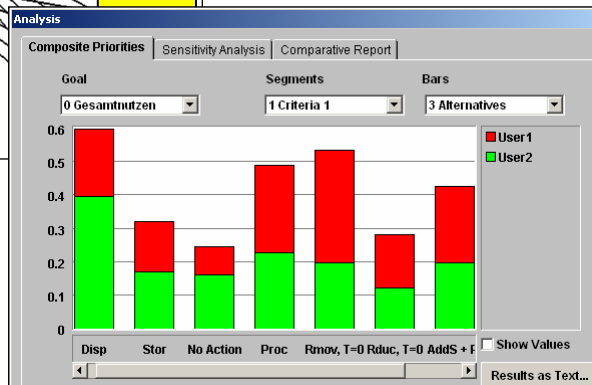 Analysis
Composite Priorities Sensitivity Analysis Comparative Report
Goal Segments Bars
0 Gesamtnutzen 1 Criteria 1 3 Alternatives
0.6
0.5
0.4
0.3
0.2
0.1
0
User1
User2
Disp Stor No Action Proc Rmov, T=0 Rduc, T=0 AddS +
Show Values
Results as Text...